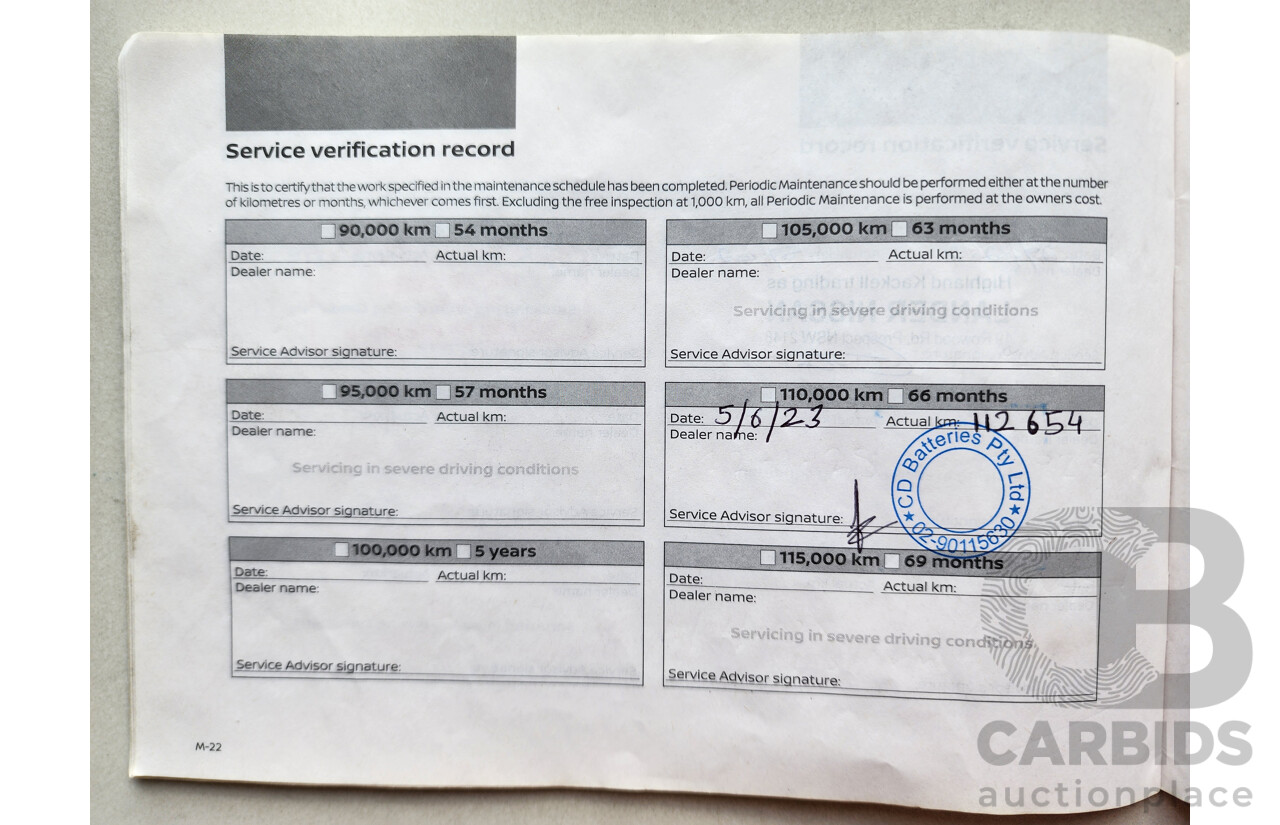 Service verification record
This is to certify that the work specified in the maintenance schedule has been completed. Periodic Maintenance should be performed either at the number
of kilometres or months, whichever comes first. Excluding the free inspection at 1,000 km, all Periodic Maintenance is performed at the owners cost.
90,000 km 54 months
Date: Actual km:
Dealer name:
Service Advisor signature:
95,000 km 57 months
Date: Actual km:
Dealer name:
Servicing in severe driving conditions
Service Advisor signature:
100,000 km 5 years
Date: Actual km:
Dealer name:
Service Advisor signature:
105,000 km 63 months
Date: Actual km:
Dealer name:
Servicing in severe driving conditions
Service Advisor signature:
110,000 km 66 months
Date: 5/6/23 Actual km: 112 654
Dealer name:
CD Batteries Pty Ltd
02-90115630
Service Advisor signature:
115,000 km 69 months
Date: Actual km:
Dealer name:
Servicing in severe driving conditions
Service Advisor signature:
M-22
CB
CARBIDS
auctionplace